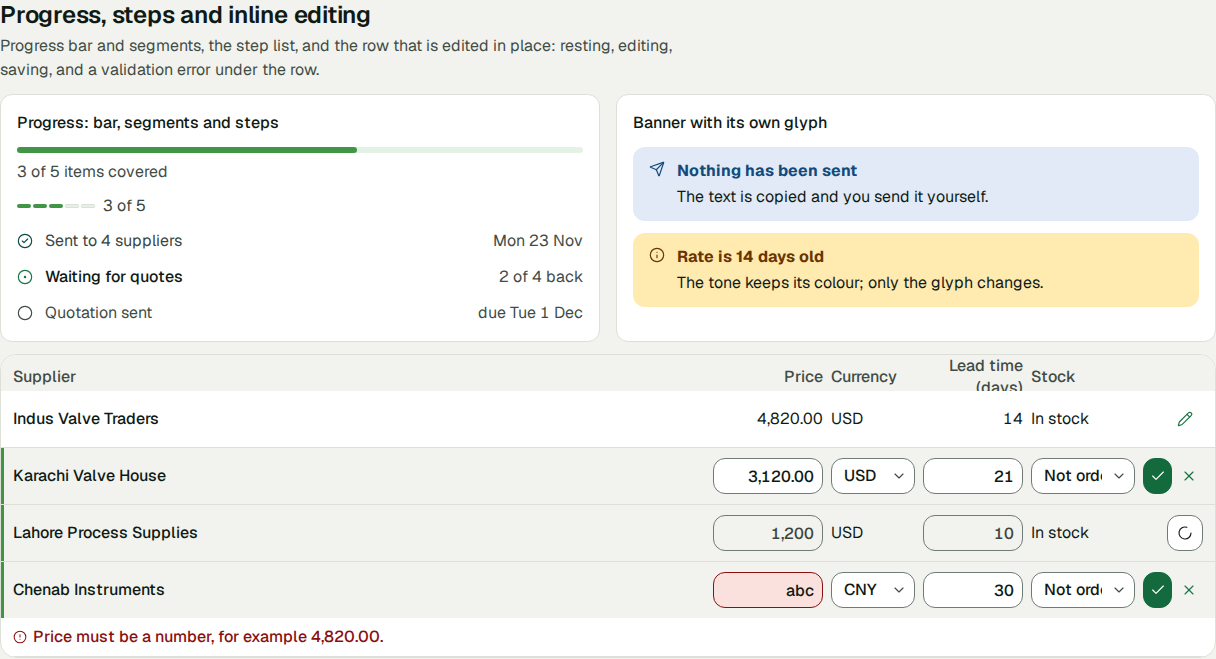 Progress, steps and inline editing
Progress bar and segments, the step list, and the row that is edited in place: resting, editing,
saving, and a validation error under the row.
Progress: bar, segments and steps
3 of 5 items covered
3 of 5
Sent to 4 suppliers Mon 23 Nov
Waiting for quotes 2 of 4 back
Quotation sent due Tue 1 Dec
Banner with its own glyph
Nothing has been sent
The text is copied and you send it yourself.
Rate is 14 days old
The tone keeps its colour; only the glyph changes.
Supplier Price Currency Lead time (days) Stock
Indus Valve Traders 4,820.00 USD 14 In stock
Karachi Valve House 3,120.00 USD 21 Not ord
Lahore Process Supplies 1,200 USD 10 In stock
Chenab Instruments abc CNY 30 Not ord
Price must be a number, for example 4,820.00.